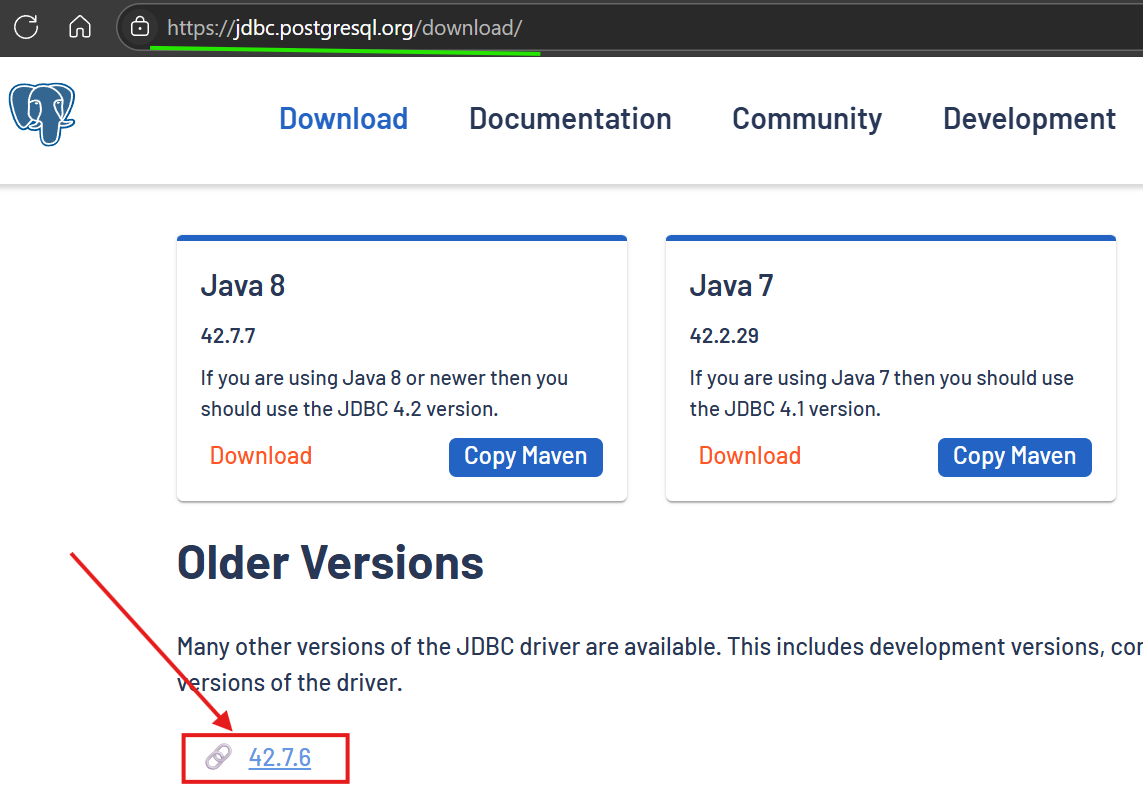 https://jdbc.postgresql.org/download/
Download Documentation Community Development
Java 8
42.7.7
If you are using Java 8 or newer then you
should use the JDBC 4.2 version.
Download Copy Maven
Java 7
42.2.29
If you are using Java 7 then you should use
the JDBC 4.1 version.
Download Copy Maven
Older Versions
Many other versions of the JDBC driver are available. This includes development versions,
versions of the driver.
42.7.6